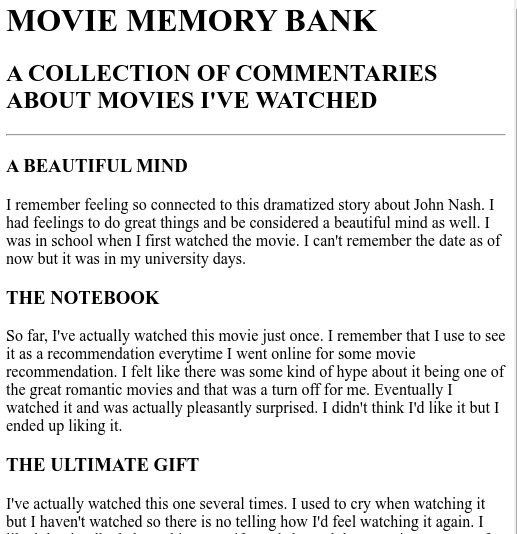 MOVIE MEMORY BANK
A COLLECTION OF COMMENTARIES
ABOUT MOVIES I'VE WATCHED
A BEAUTIFUL MIND
I remember feeling so connected to this dramatized story about John Nash. I
had feelings to do great things and be considered a beautiful mind as well. I
was in school when I first watched the movie. I can't remember the date as of
now but it was in my university days.
THE NOTEBOOK
So far, I've actually watched this movie just once. I remember that I use to see
it as a recommendation everytime I went online for some movie
recommendation. I felt like there was some kind of hype about it being one of
the great romantic movies and that was a turn off for me. Eventually I
watched it and was actually pleasantly surprised. I didn't think I'd like it but I
ended up liking it.
THE ULTIMATE GIFT
I've actually watched this one several times. I used to cry when watching it
but I haven't watched so there is no telling how I'd feel watching it again. I